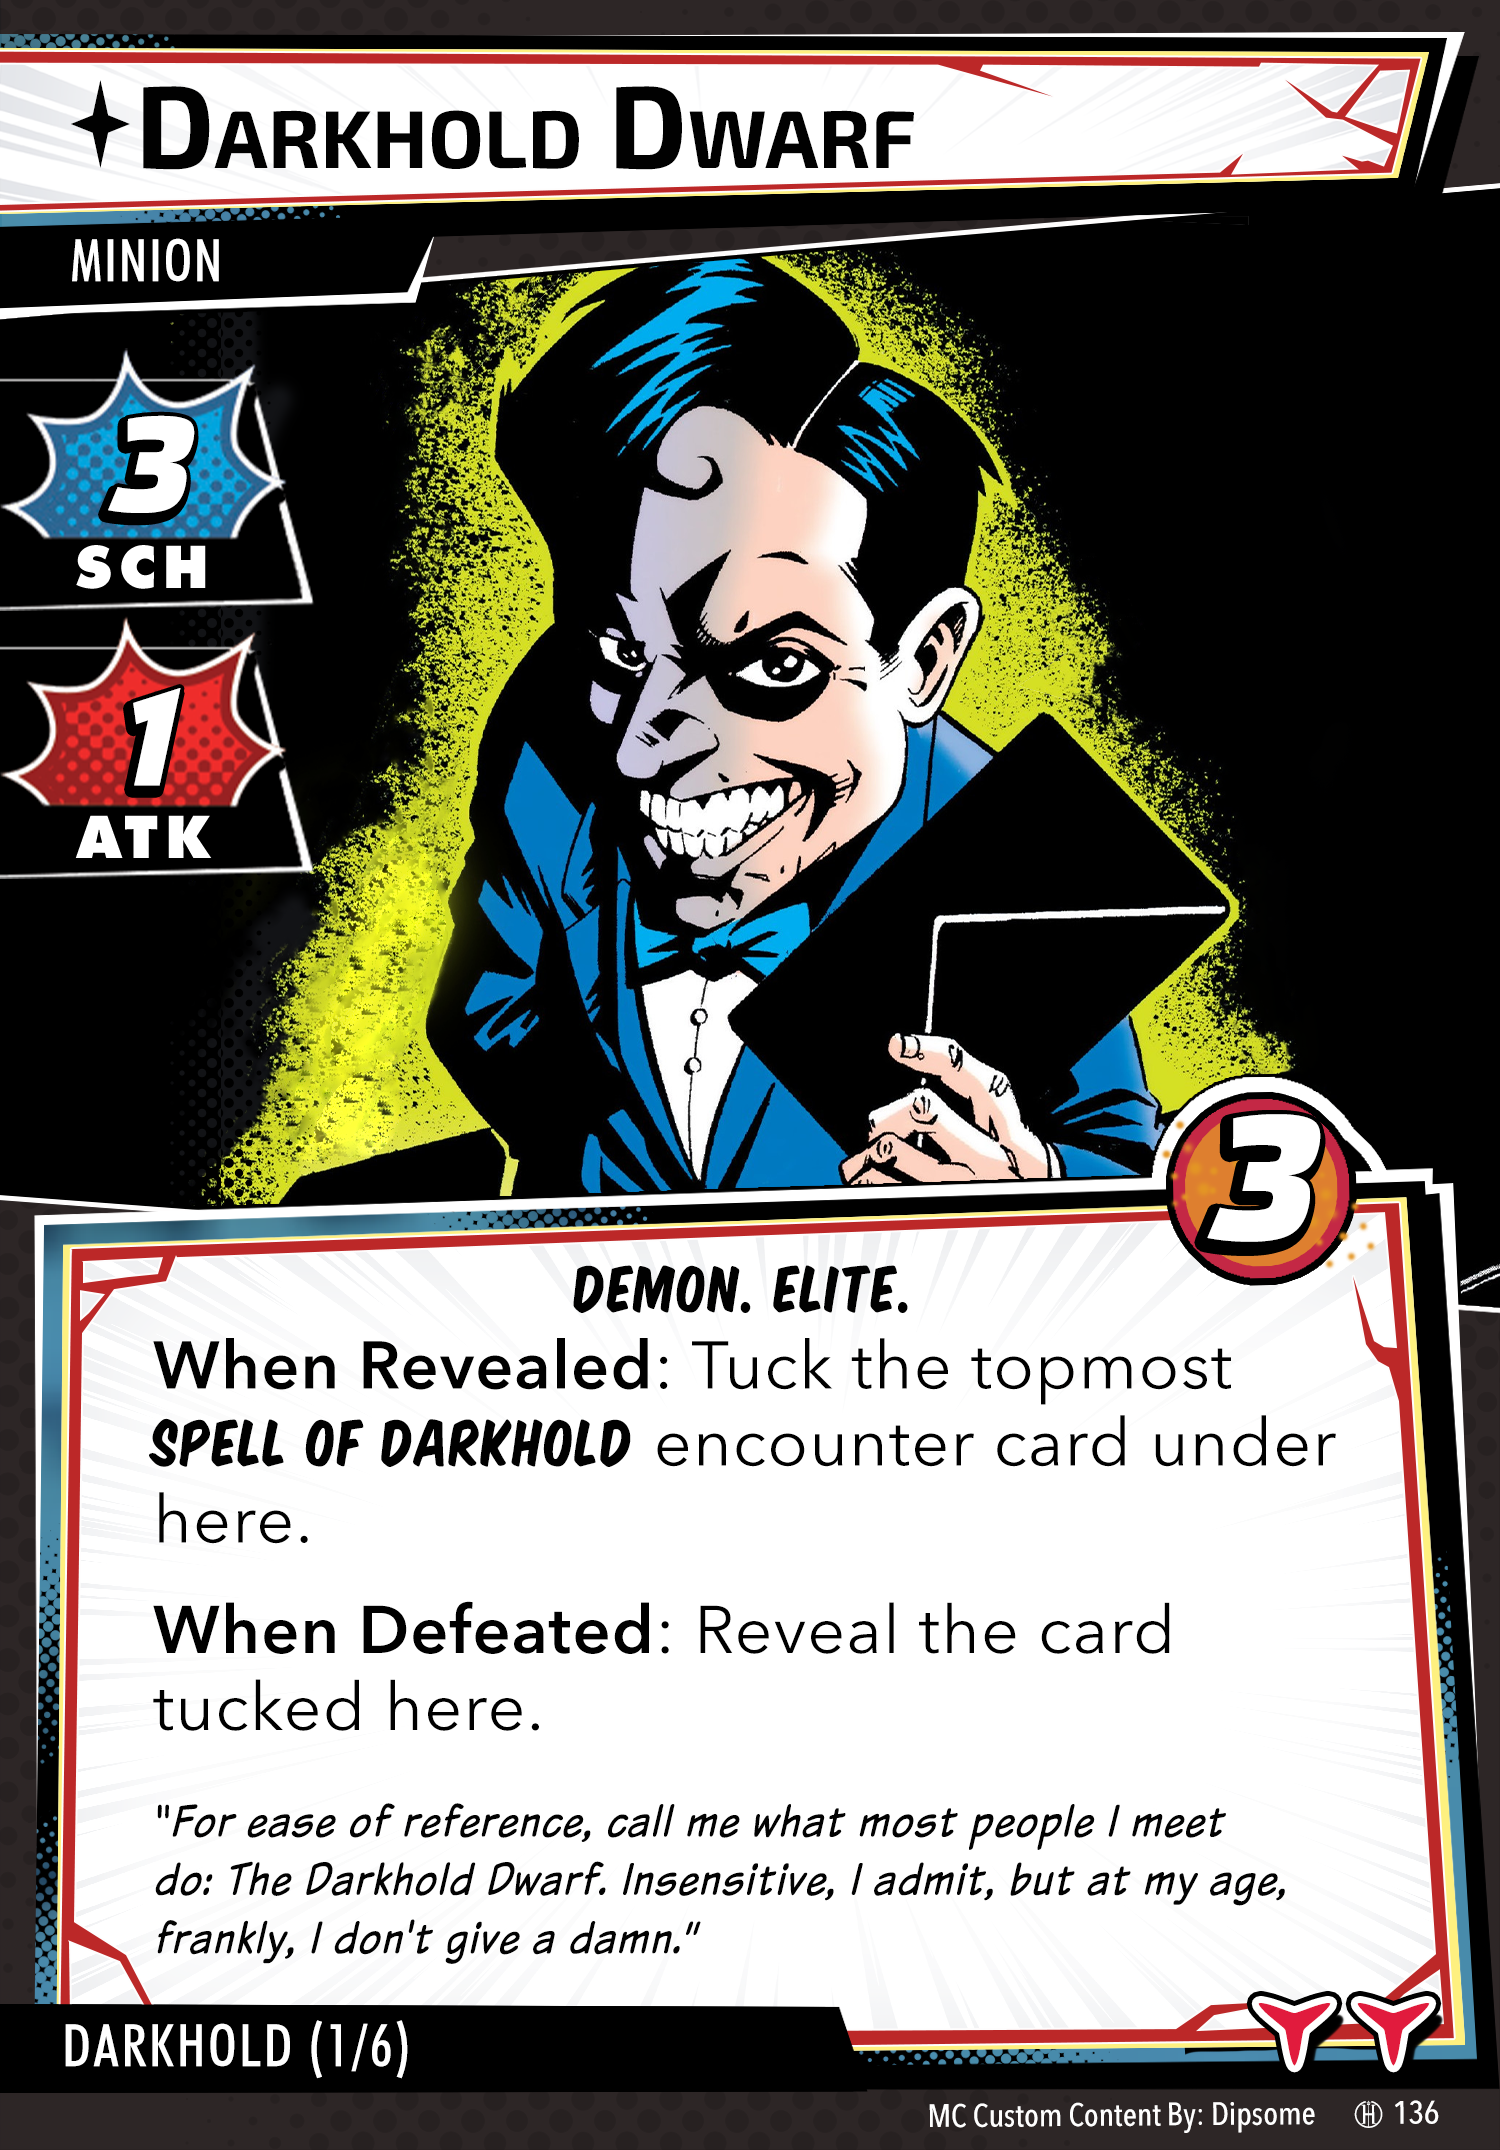 Darkhold Dwarf
MINION
3
SCH
1
ATK
3
DEMON. ELITE.
When Revealed: Tuck the topmost
SPELL OF DARKHOLD encounter card under
here.
When Defeated: Reveal the card
tucked here.
"For ease of reference, call me what most people I meet
do: The Darkhold Dwarf. Insensitive, I admit, but at my age,
frankly, I don't give a damn."
DARKHOLD (1/6)
MC Custom Content By: Dipsome 136